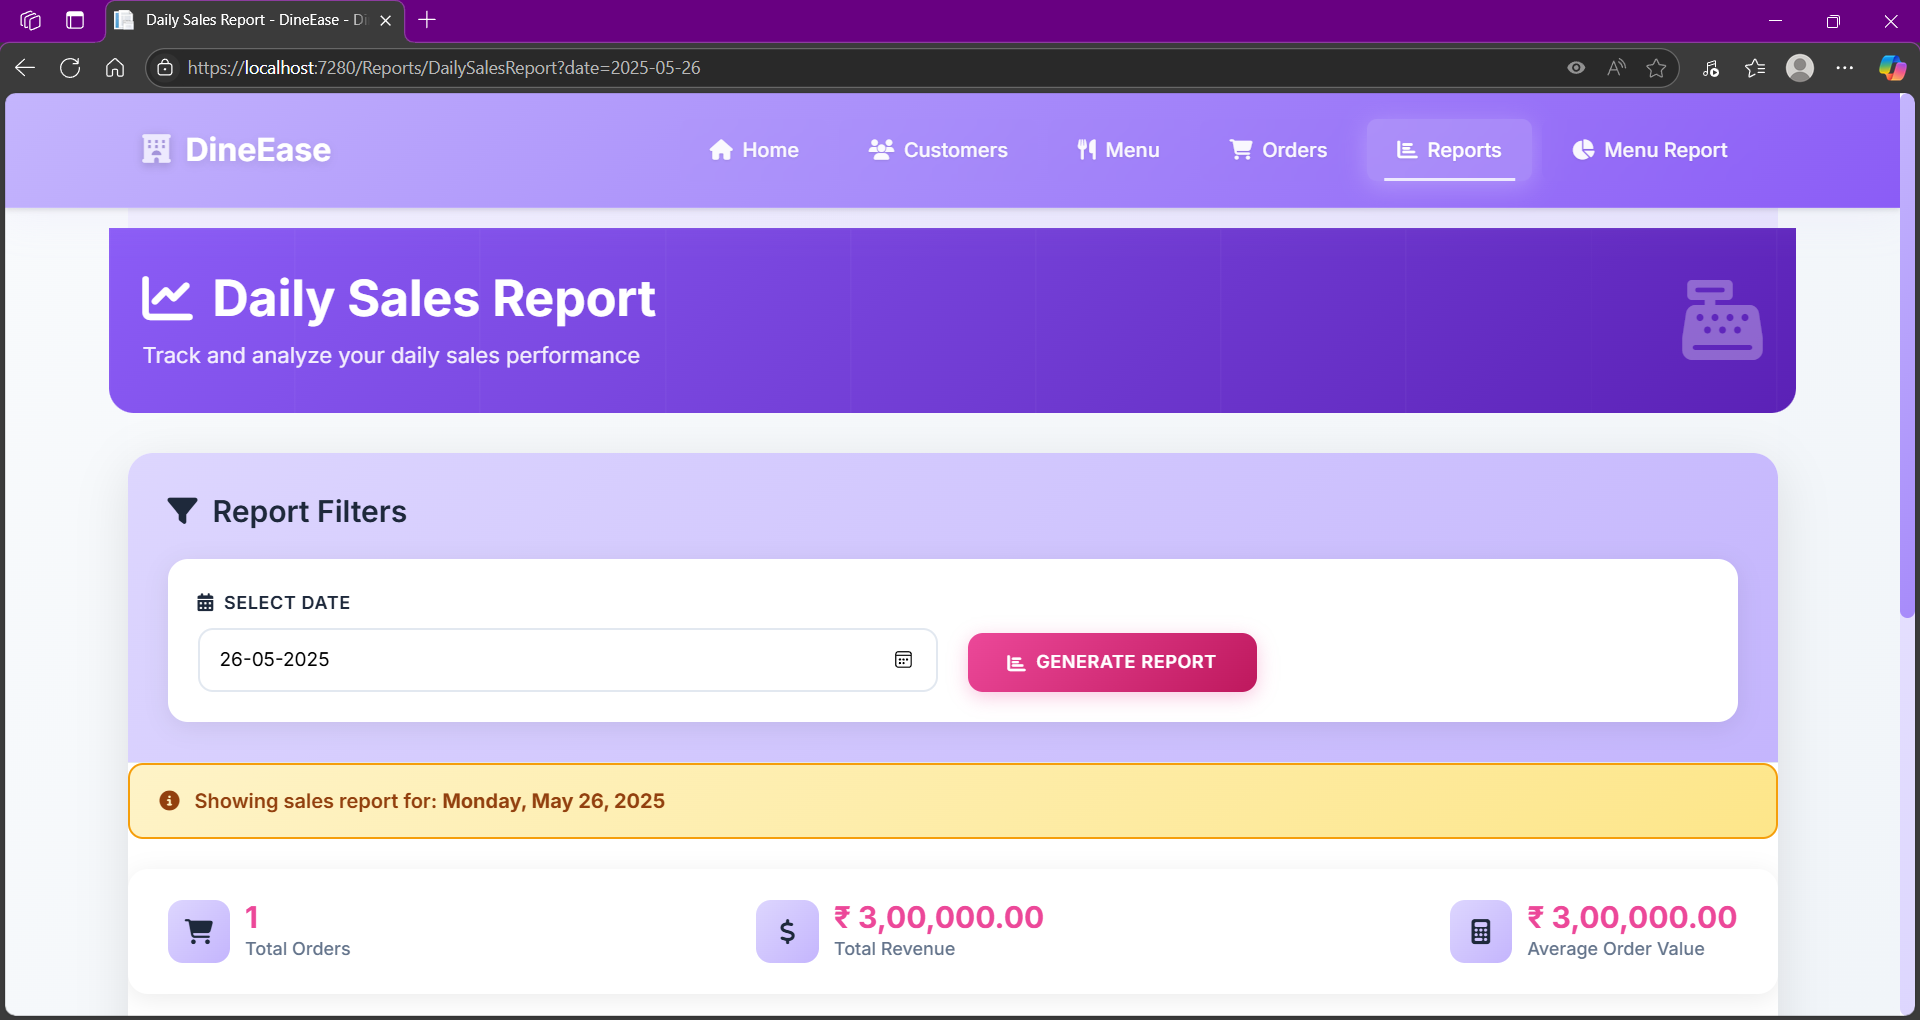 Daily Sales Report - DineEase - Di
https://localhost:7280/Reports/DailySalesReport?date=2025-05-26
DineEase
Home
Customers
Menu
Orders
Reports
Menu Report
Daily Sales Report
Track and analyze your daily sales performance
Report Filters
SELECT DATE
26-05-2025
GENERATE REPORT
Showing sales report for: Monday, May 26, 2025
1
Total Orders
₹ 3,00,000.00
Total Revenue
₹ 3,00,000.00
Average Order Value